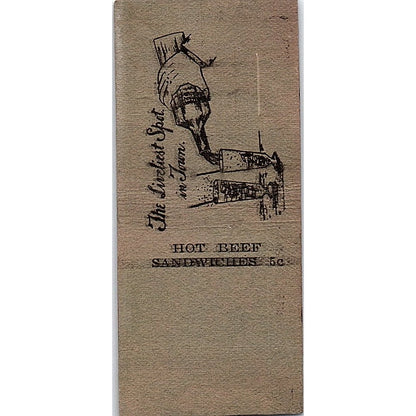 The Liveliest Spot
in Town
HOT BEEF
SANDWICHES 5c